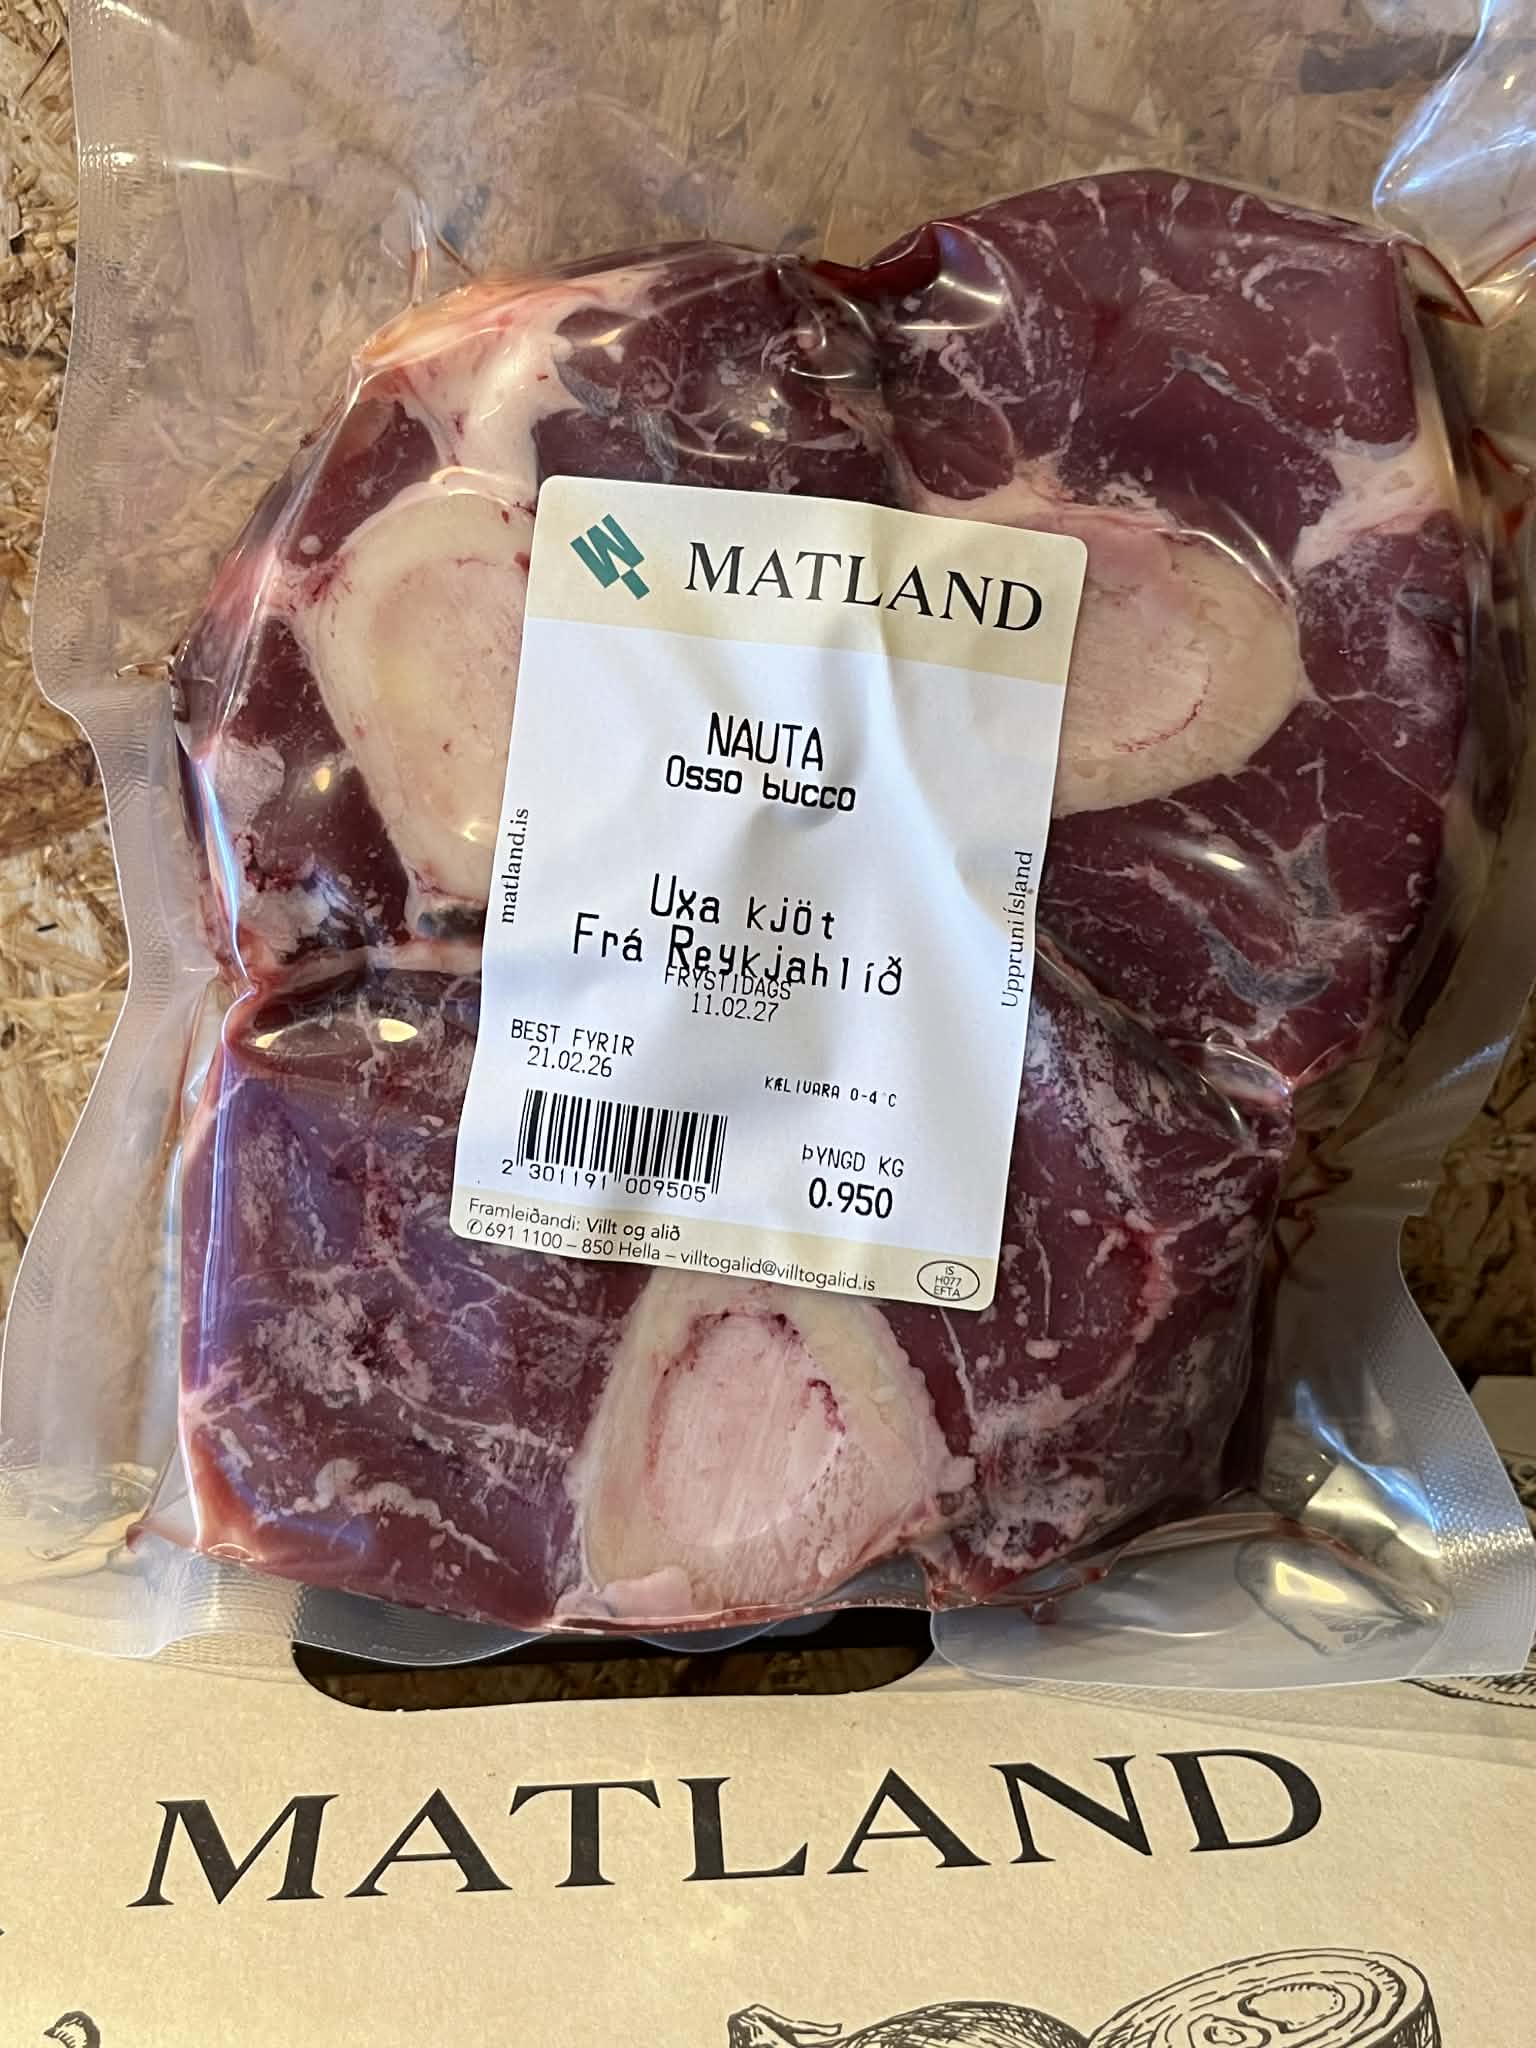 MATLAND
NAUTA
Osso bucco
Uxa kjöt
Frá Reykjahlíð
FRYSTIDAGS
11.02.27
BEST FYRIR
21.02.26
KÆLIVARA 0-4°C
2 301191 009505
ÞYNGD KG
0.950
matland.is
Uppruni Ísland
Framleiðandi: Villt og alið
✆ 691 1100 – 850 Hella – villtogalid@villtogalid.is
IS
H077
EFTA
MATLAND